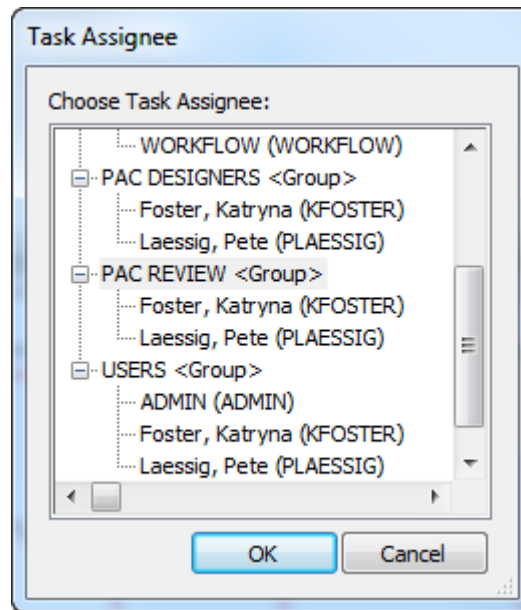 Task Assignee
Choose Task Assignee:
WORKFLOW (WORKFLOW)
PAC DESIGNERS <Group>
Foster, Katryna (KFOSTER)
Laessig, Pete (PLAESSIG)
PAC REVIEW <Group>
Foster, Katryna (KFOSTER)
Laessig, Pete (PLAESSIG)
USERS <Group>
ADMIN (ADMIN)
Foster, Katryna (KFOSTER)
Laessig, Pete (PLAESSIG)
OK Cancel